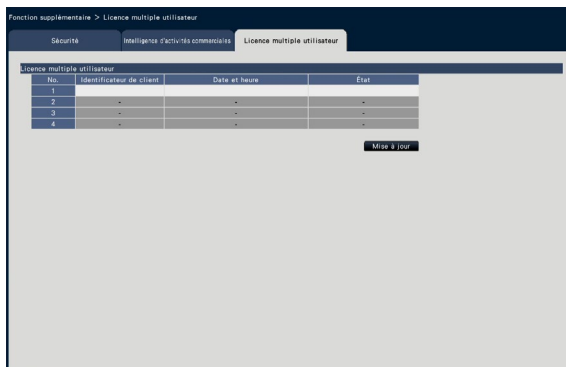 Fonction supplémentaire > Licence multiple utilisateur
Sécurité Intelligence d'activités commerciales Licence multiple utilisateur
Licence multiple utilisateur
No. Identificateur de client Date et heure État
1
2 - - -
3 - - -
4 - - -
Mise à jour